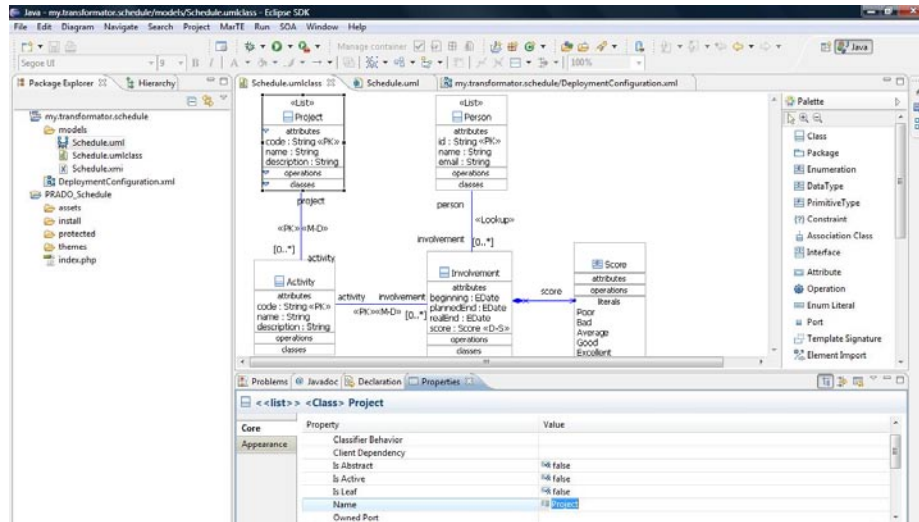 Java - my.transformator.schedule/models/Schedule.umlclass - Eclipse SDK
File Edit Diagram Navigate Search Project MarTE Run SOA Window Help
Manage container
Java
Segoe UI
9
B I A
100%
Package Explorer Hierarchy
my.transformator.schedule
models
Schedule.uml
Schedule.umlclass
Schedule.xmi
DeploymentConfiguration.xml
PRADO_Schedule
assets
install
protected
themes
index.php
Schedule.umlclass Schedule.uml my.transformator.schedule/DeploymentConfiguration.xml
«List»
Project
attributes
code : String «PK»
name : String
description : String
operations
classes
«List»
Person
attributes
id : String «PK»
name : String
email : String
operations
classes
project
«PK» «M-D»
[0..*]
activity
person
«Lookup»
involvement [0..*]
Activity
attributes
code : String «PK»
name : String
description : String
operations
classes
activity involvement
«PK»«M-D» [0..*]
Involvement
attributes
beginning : EDate
plannedEnd : EDate
realEnd : EDate
score : Score «D-S»
operations
classes
score
Score
attributes
operations
literals
Poor
Bad
Average
Good
Excellent
Palette
Class
Package
Enumeration
DataType
PrimitiveType
Constraint
Association Class
Interface
Attribute
Operation
Enum Literal
Port
Template Signature
Element Import
Problems Javadoc Declaration Properties
<<list>> <Class> Project
Core
Appearance
Property Value
Classifier Behavior
Client Dependency
Is Abstract false
Is Active false
Is Leaf false
Name Project
Owned Port